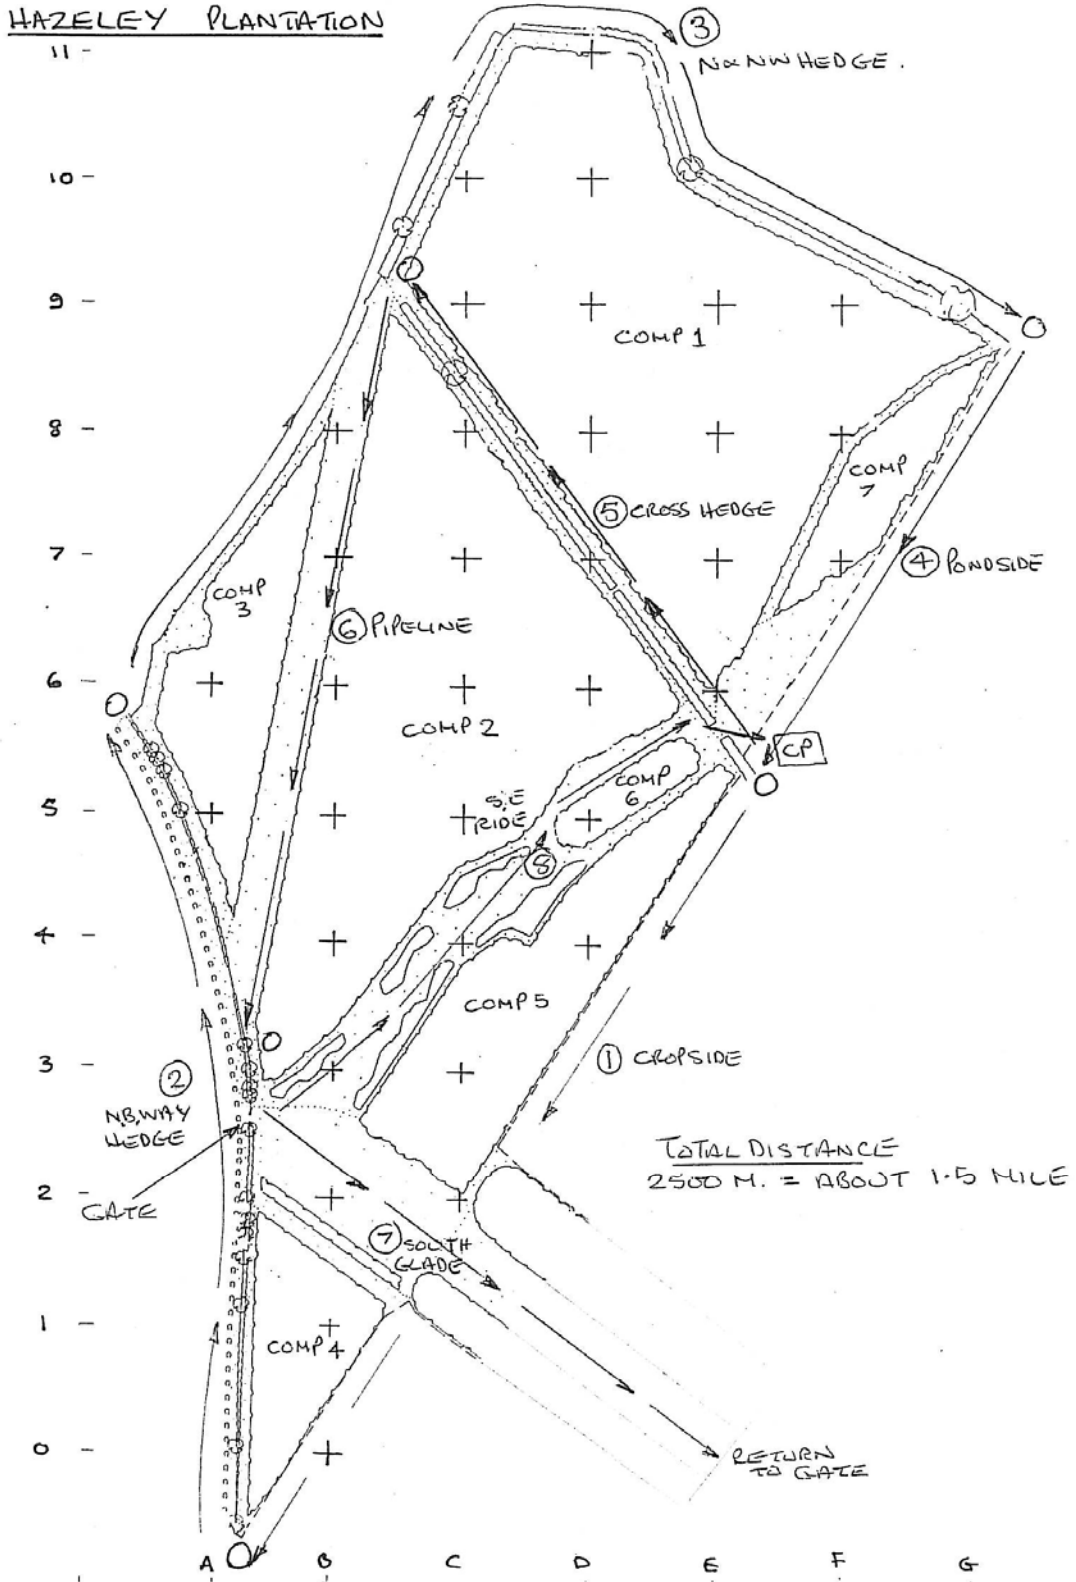 HAZELEY PLANTATION
11
③
N & NW HEDGE.
10
9
COMP 1
8
COMP
7
⑤ CROSS HEDGE
7
④ PONDSIDE
COMP
3
⑥ PIPELINE
6
COMP 2
CP
COMP
6
5
S.E
RIDE
⑧
4
COMP 5
3
① CROPSIDE
②
N.B. WAY
HEDGE
TOTAL DISTANCE
2500 M. = ABOUT 1.5 MILE
2
GATE
⑦ SOUTH
GLADE
1
COMP 4
0
RETURN
TO GATE
A B C D E F G